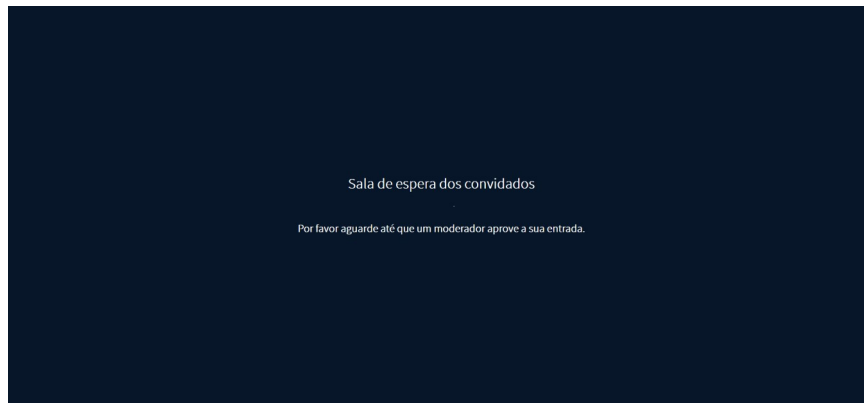 Sala de espera dos convidados
Por favor aguarde até que um moderador aprove a sua entrada.